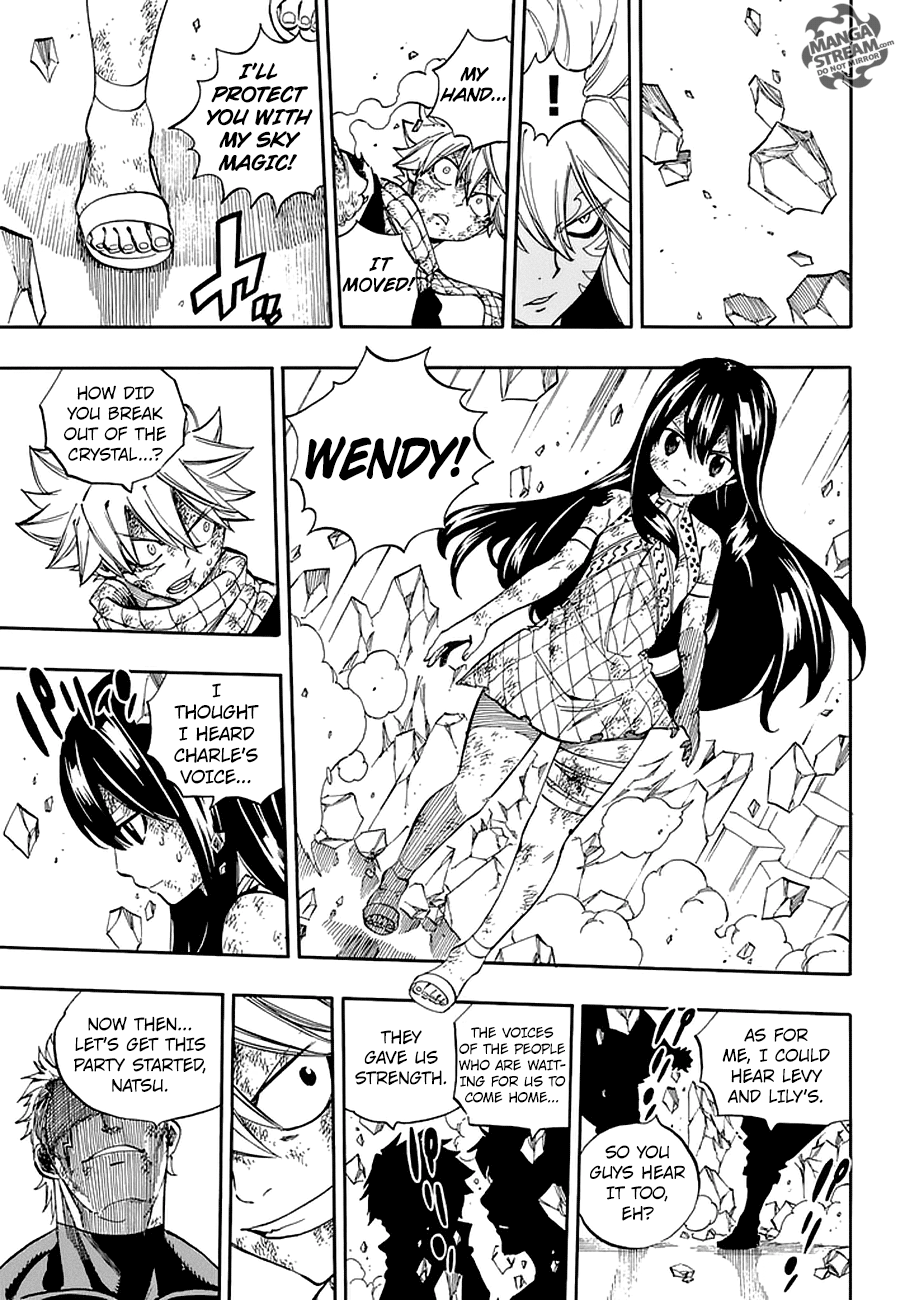 MANGA
STREAM.com
DO NOT MIRROR
!
MY
HAND...
IT
MOVED!
I'LL
PROTECT
YOU WITH
MY SKY
MAGIC!
WENDY!
HOW DID
YOU BREAK
OUT OF THE
CRYSTAL...?
I
THOUGHT
I HEARD
CHARLE'S
VOICE...
AS FOR
ME, I COULD
HEAR LEVY
AND LILY'S.
SO YOU
GUYS HEAR
IT TOO,
EH?
THE VOICES
OF THE PEOPLE
WHO ARE WAIT-
ING FOR US TO
COME HOME...
THEY
GAVE US
STRENGTH.
NOW THEN...
LET'S GET THIS
PARTY STARTED,
NATSU.